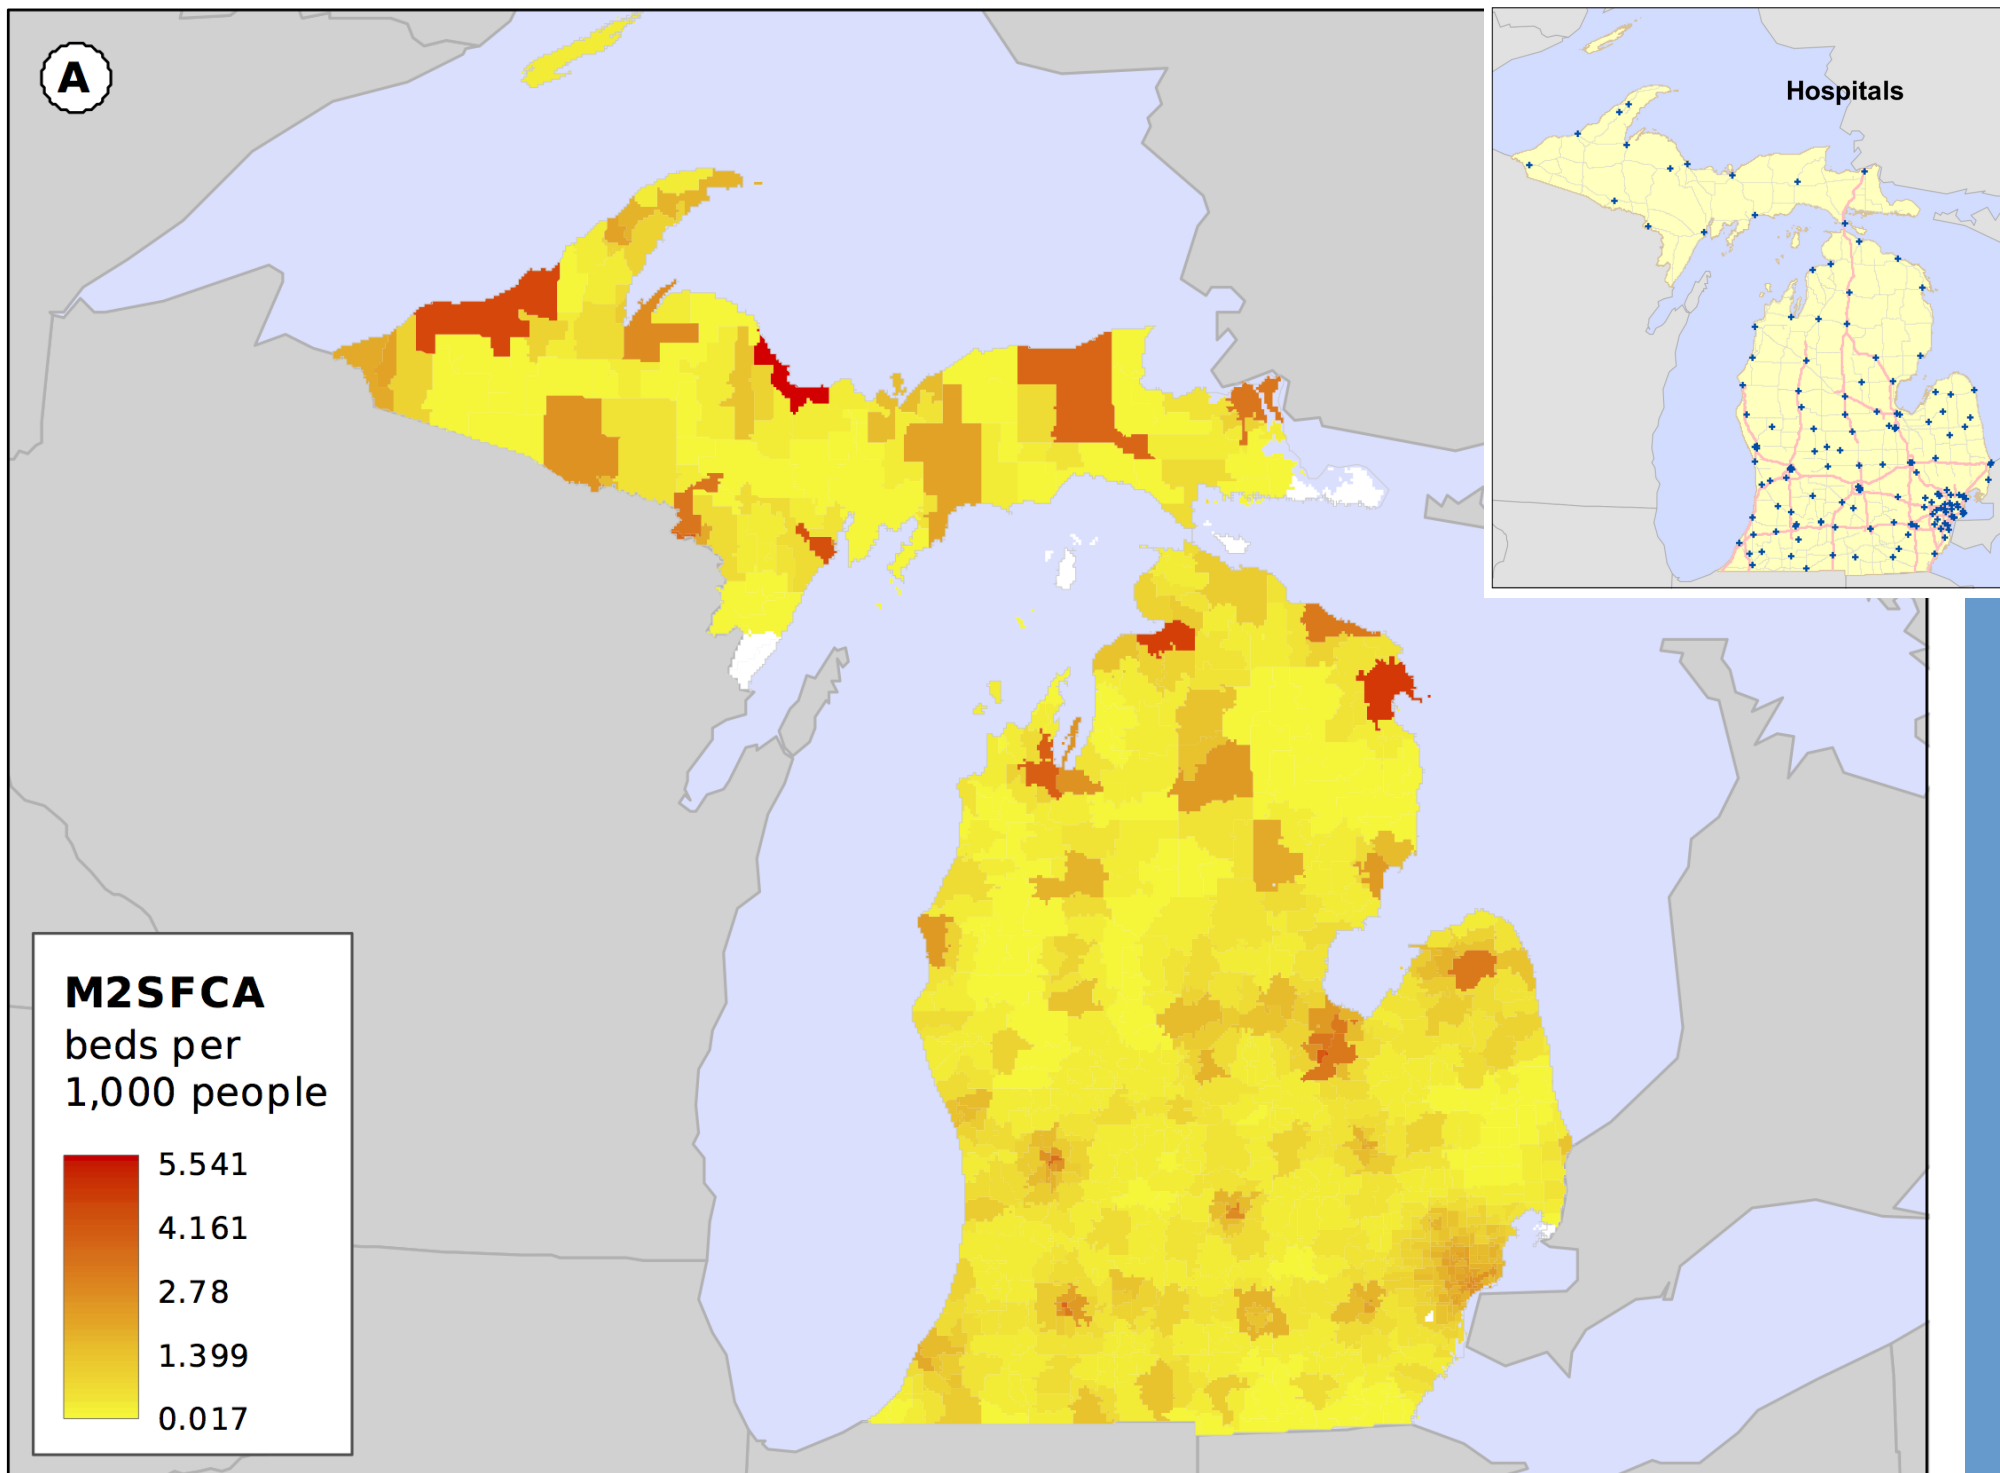 A
Hospitals
M2SFCA
beds per
1,000 people
5.541
4.161
2.78
1.399
0.017